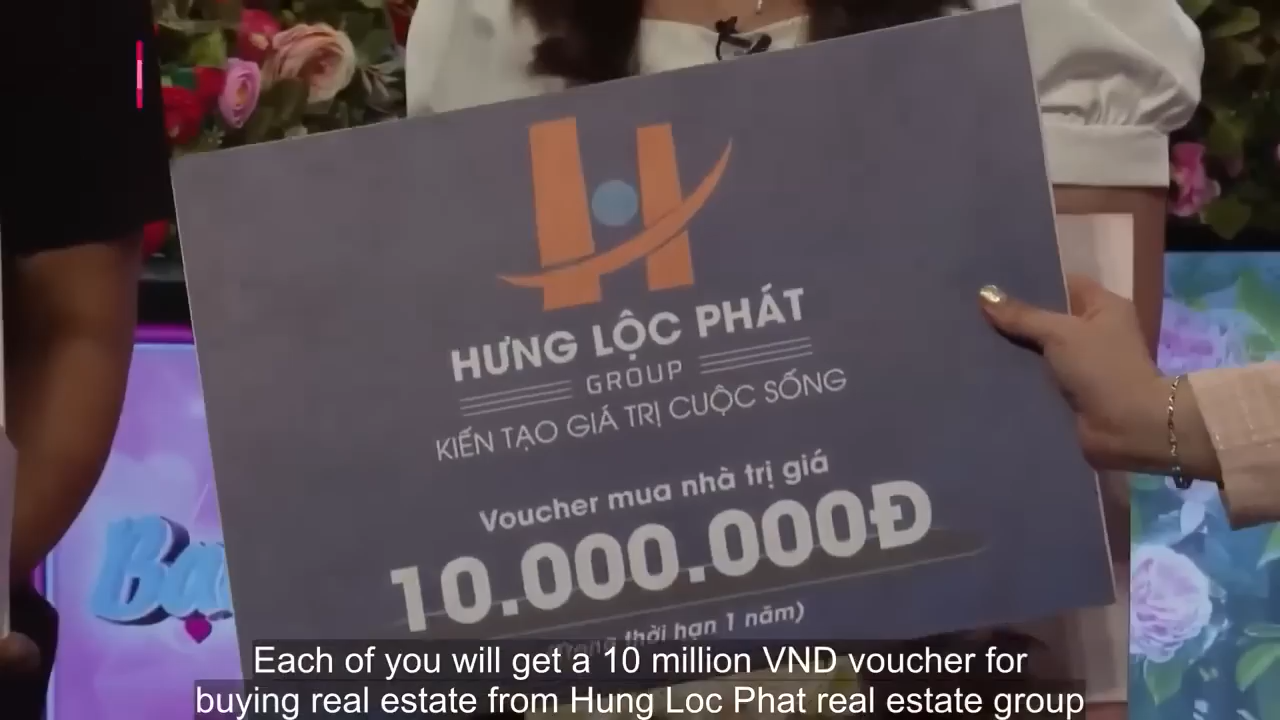 HƯNG LỘC PHÁT
GROUP
KIẾN TẠO GIÁ TRỊ CUỘC SỐNG
Voucher mua nhà trị giá
10.000.000Đ
thời hạn 1 năm)
Each of you will get a 10 million VND voucher for
buying real estate from Hung Loc Phat real estate group